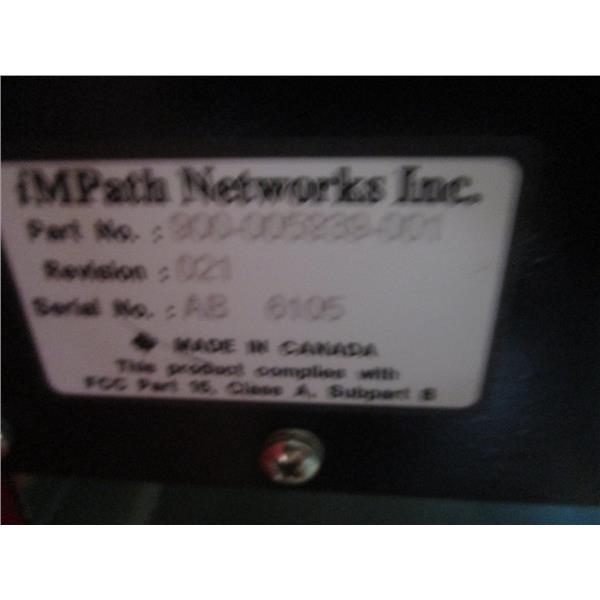 iMPath Networks Inc.
Part No. : 900-005939-001
Revision : 021
Serial No. : AB 6105
MADE IN CANADA
This product complies with
FCC Part 15, Class A, Subpart B